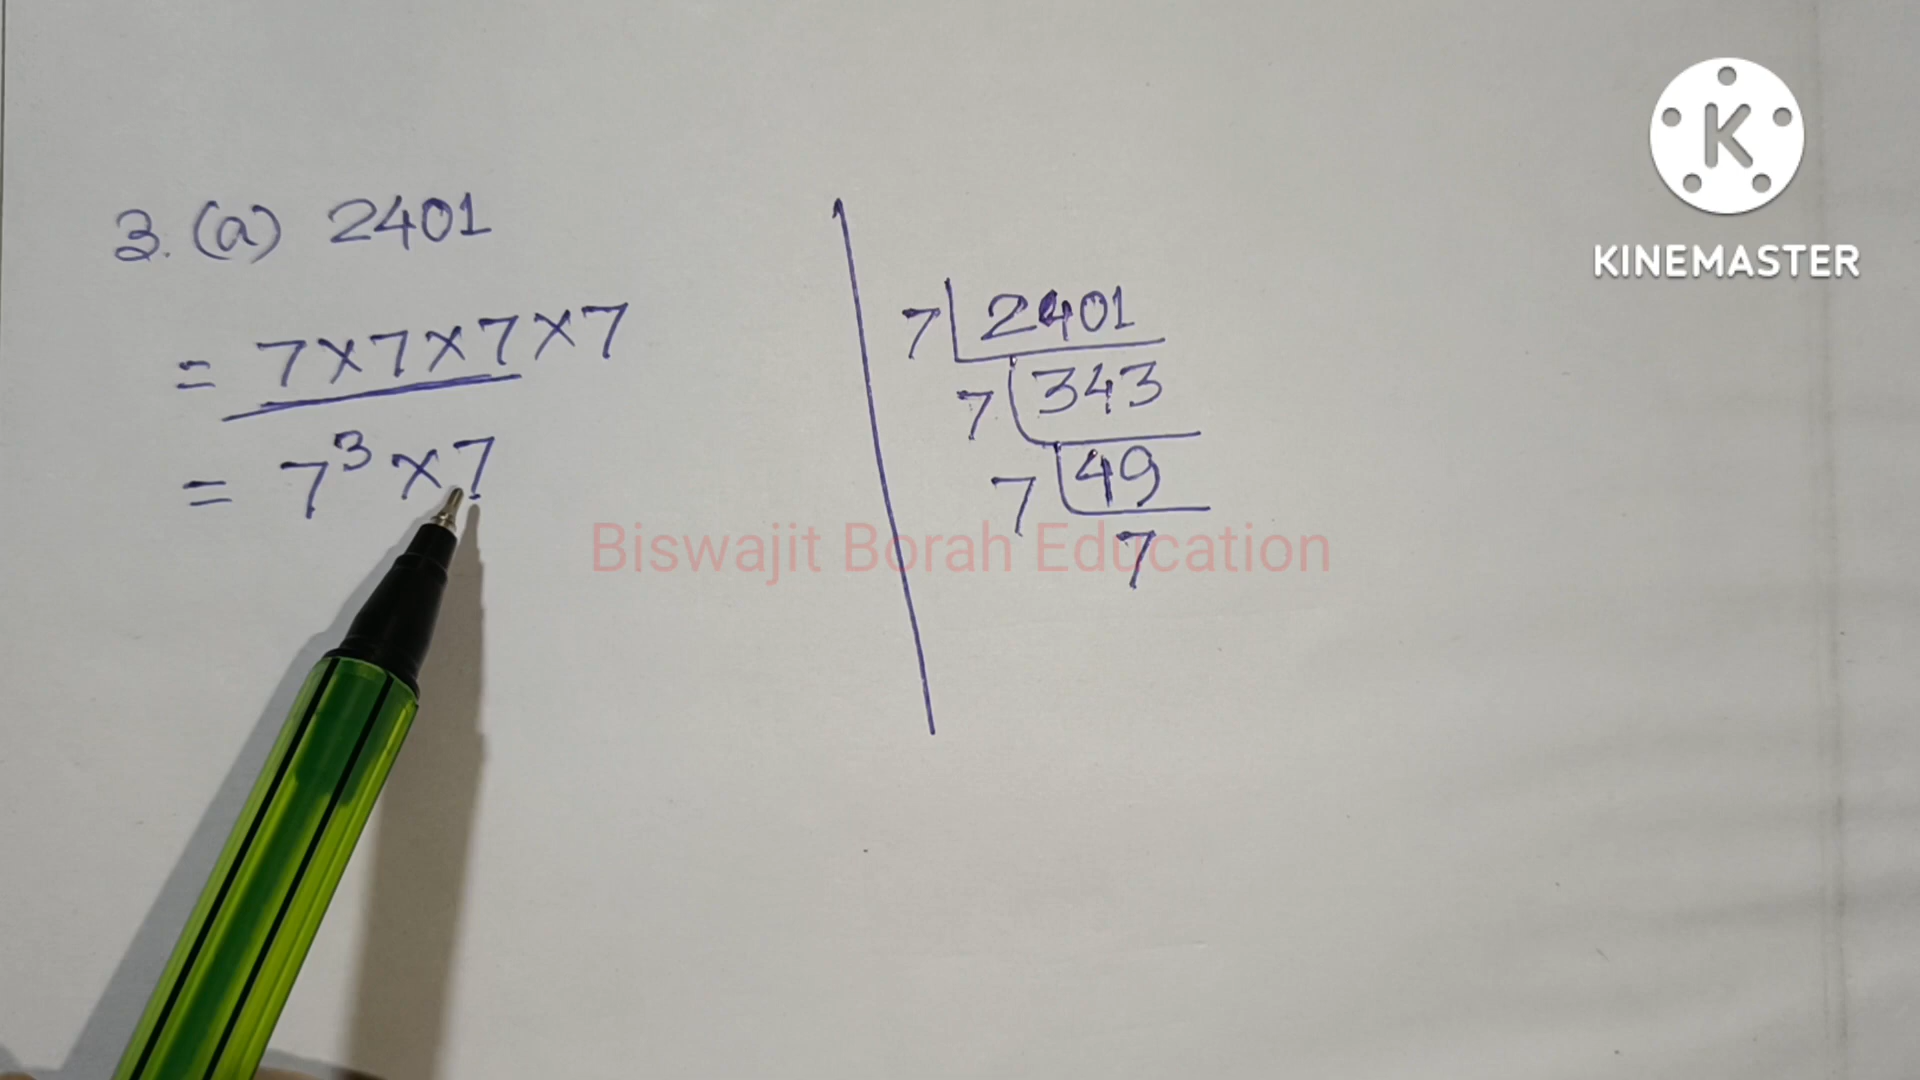 3. (a) 2401
= 7×7×7×7
= 7³×7
7 2401
7 343
7 49
7
KINEMASTER
Biswajit Borah Education